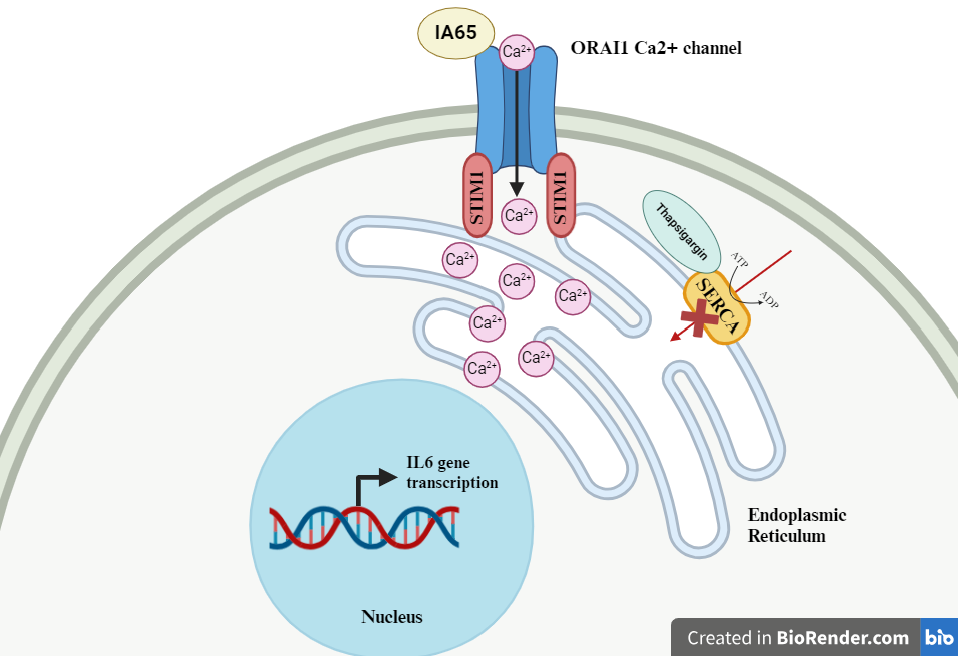 IA65
Ca2+
ORAI1 Ca2+ channel
STIM1
STIM1
Ca2+
Ca2+
Ca2+
Ca2+
Ca2+
Ca2+
Ca2+
Thapsigargin
ATP
ADP
SERCA
IL6 gene
transcription
Nucleus
Endoplasmic
Reticulum
Created in BioRender.com bio